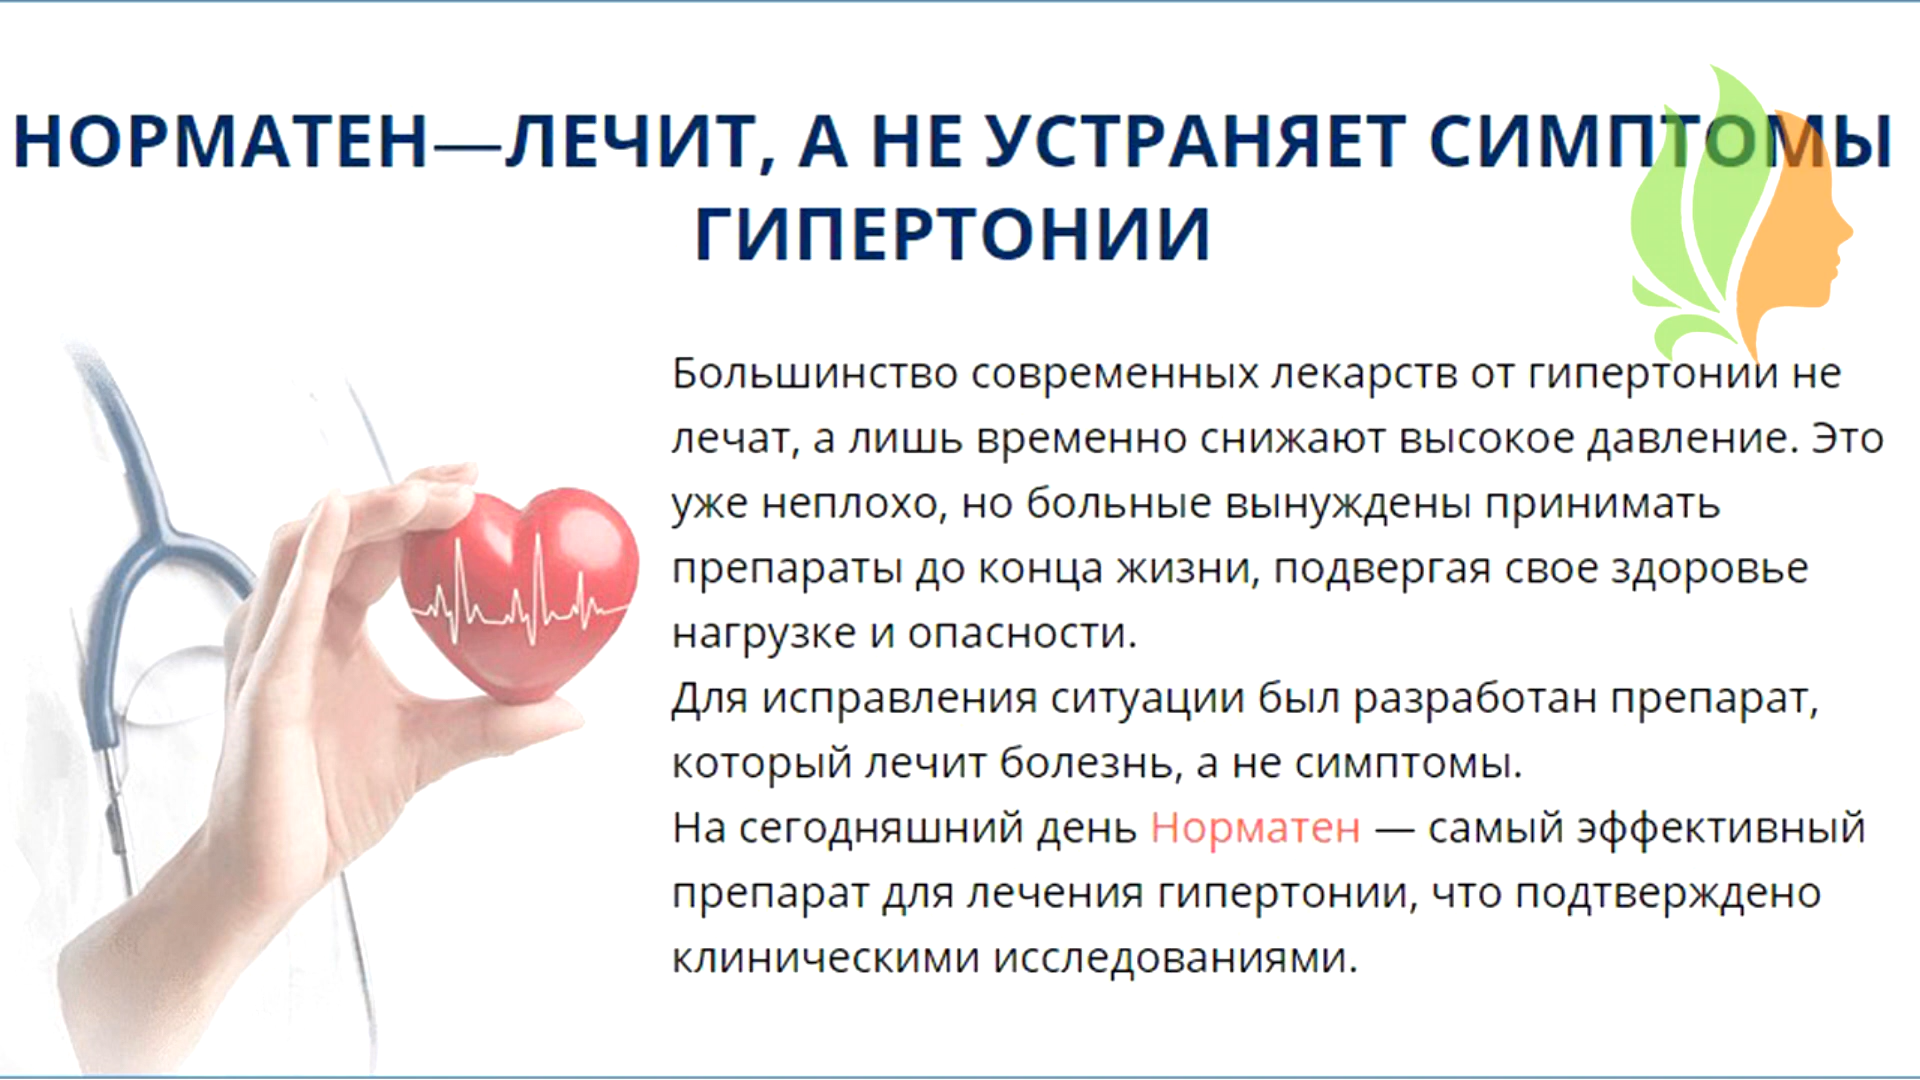 НОРМАТЕН—ЛЕЧИТ, А НЕ УСТРАНЯЕТ СИМПТОМЫ
ГИПЕРТОНИИ
Большинство современных лекарств от гипертонии не
лечат, а лишь временно снижают высокое давление. Это
уже неплохо, но больные вынуждены принимать
препараты до конца жизни, подвергая свое здоровье
нагрузке и опасности.
Для исправления ситуации был разработан препарат,
который лечит болезнь, а не симптомы.
На сегодняшний день Норматен — самый эффективный
препарат для лечения гипертонии, что подтверждено
клиническими исследованиями.